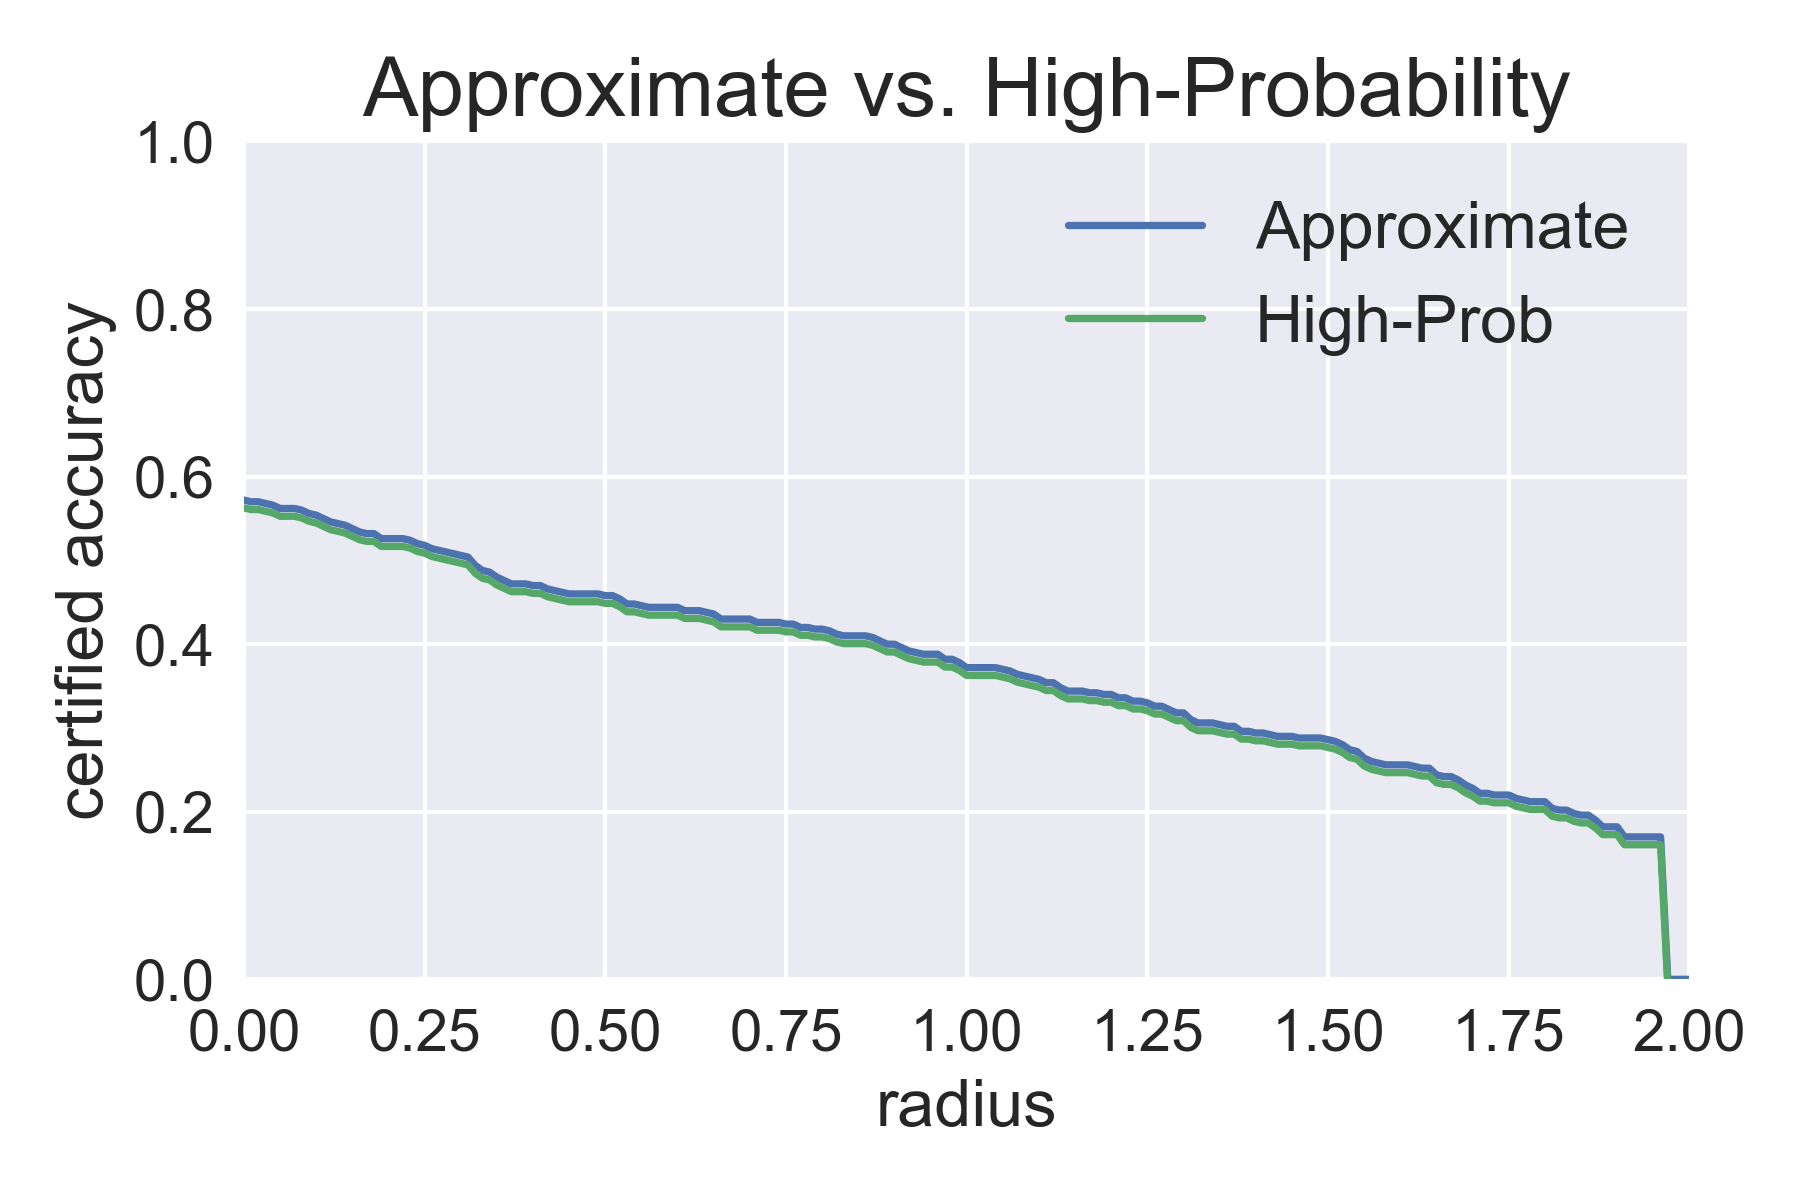 Approximate vs. High-Probability
1.0
0.8
0.6
0.4
0.2
0.0
certified accuracy
Approximate
High-Prob
0.00 0.25 0.50 0.75 1.00 1.25 1.50 1.75 2.00
radius